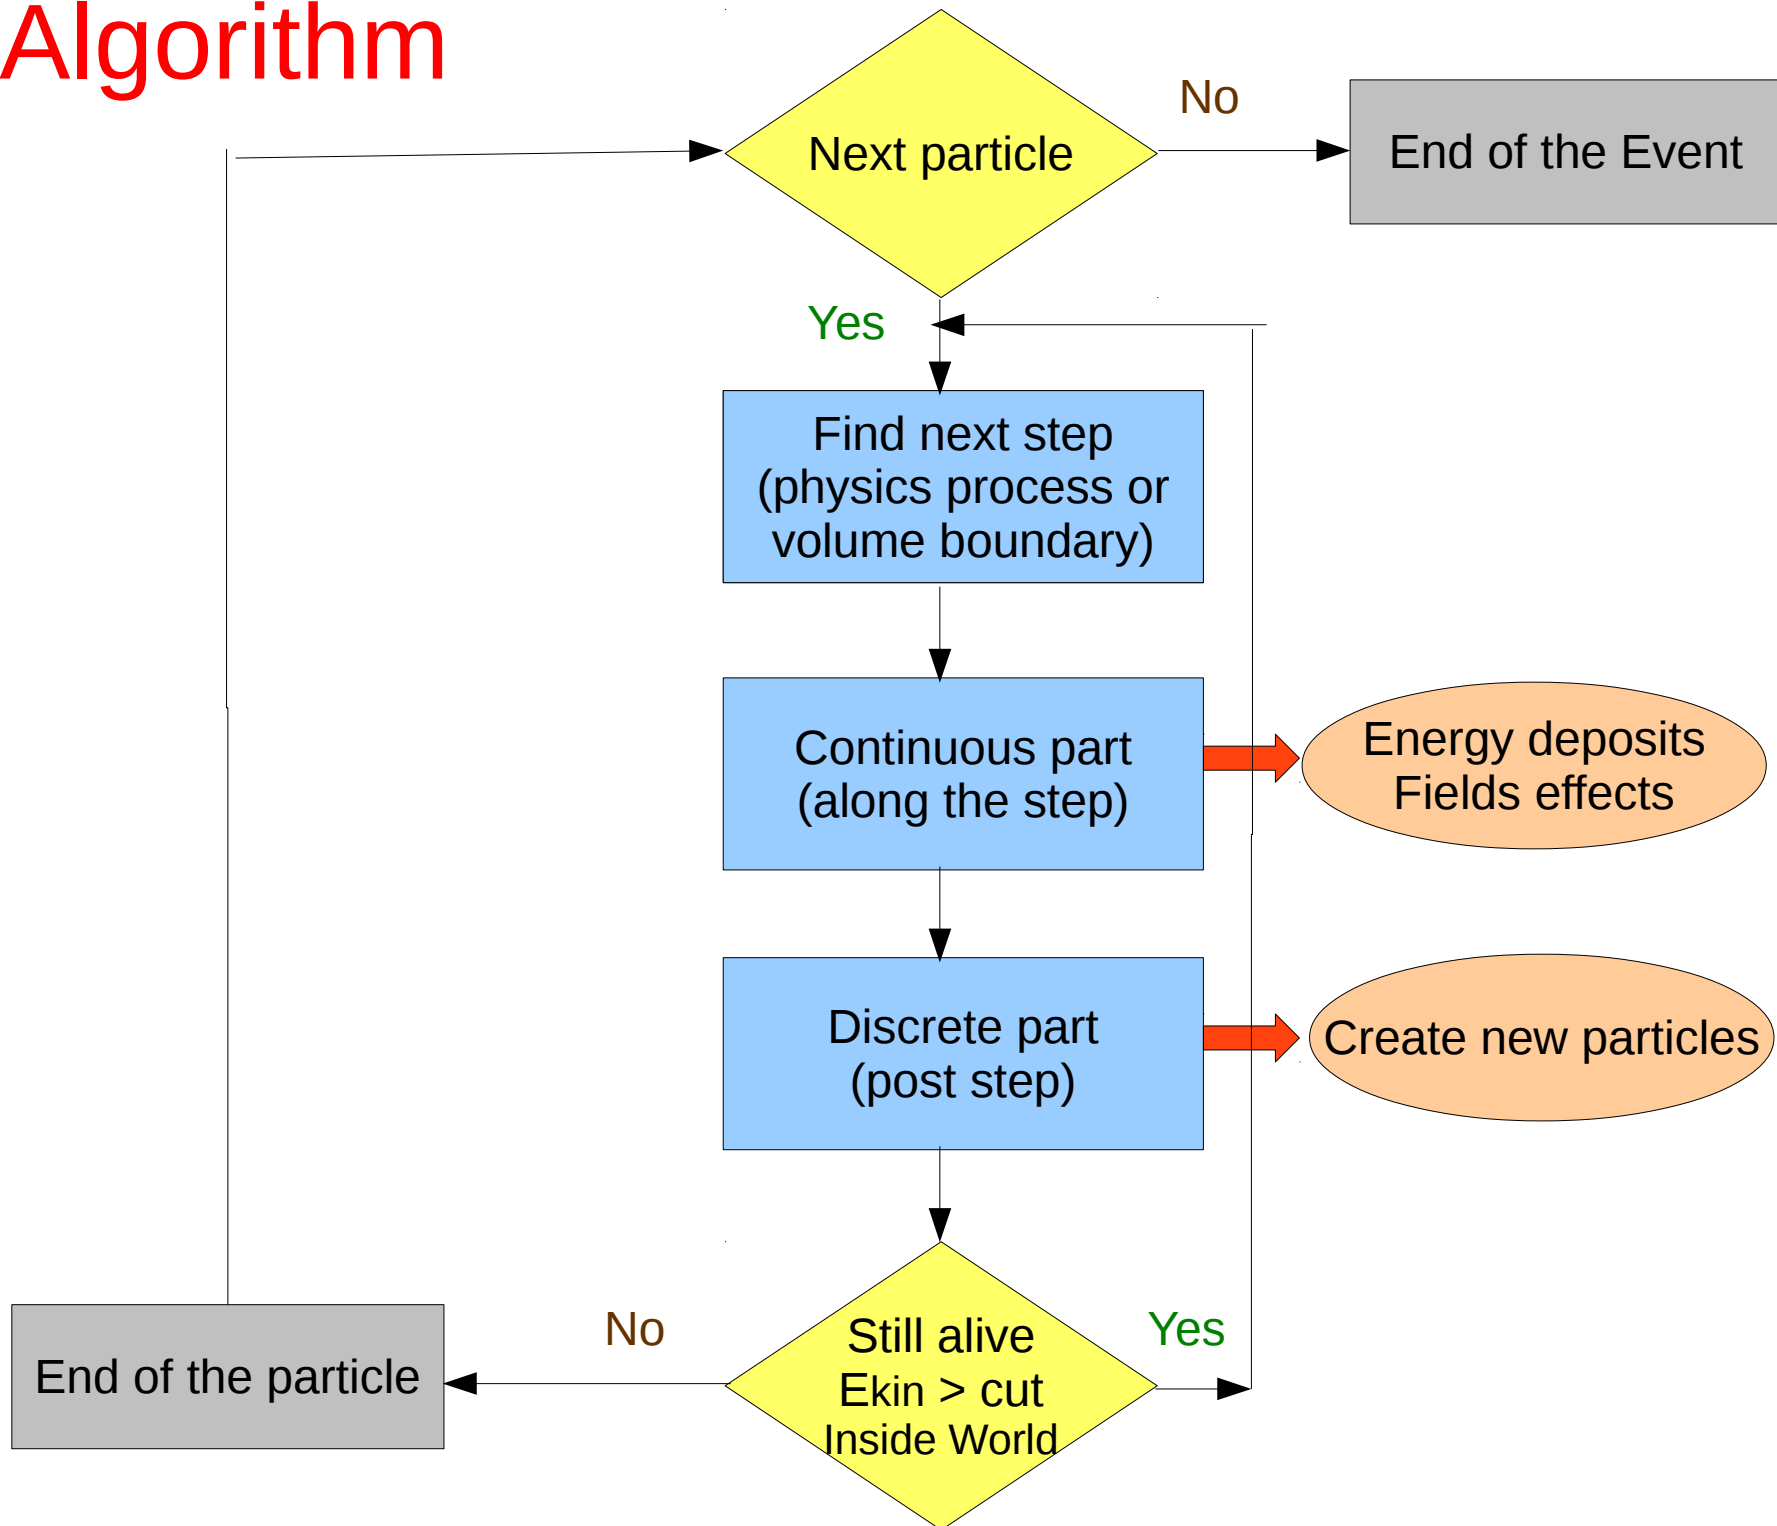 Algorithm
Next particle
No
End of the Event
Yes
Find next step
(physics process or
volume boundary)
Continuous part
(along the step)
Energy deposits
Fields effects
Discrete part
(post step)
Create new particles
Still alive
Ekin > cut
Inside World
No
Yes
End of the particle